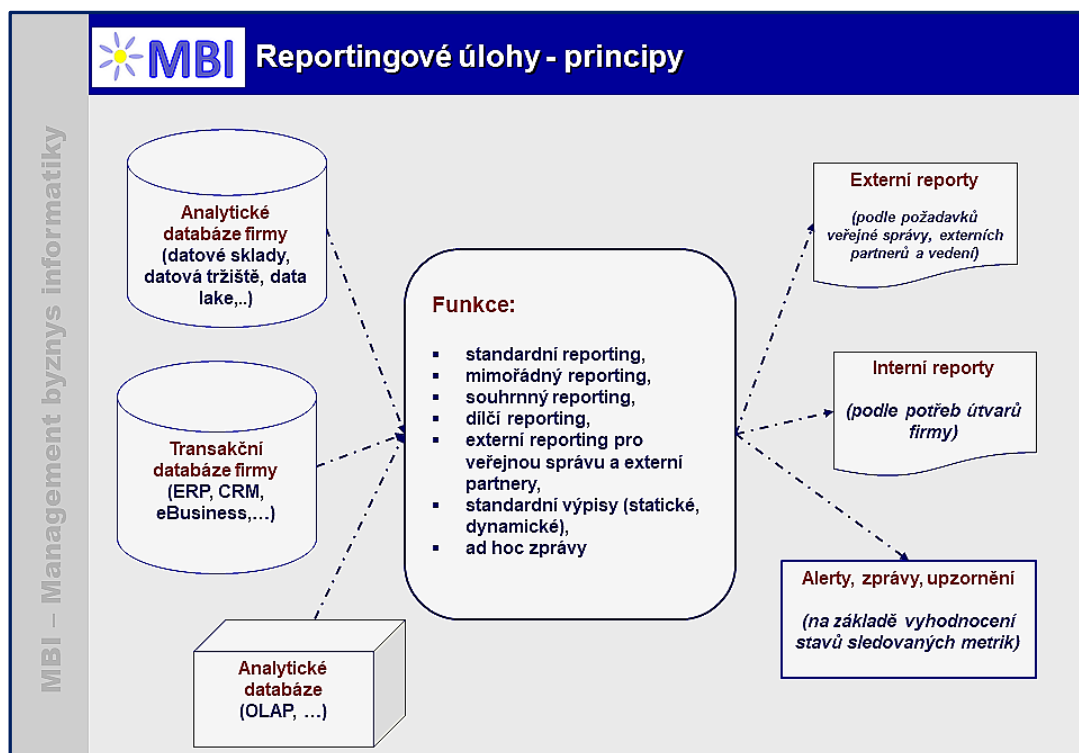 MBI – Management byznys informatiky
MBI
Reportingové úlohy - principy
Analytické
databáze firmy
(datové sklady,
datová tržiště, data
lake,..)
Transakční
databáze firmy
(ERP, CRM,
eBusiness,…)
Analytické
databáze
(OLAP, …)
Funkce:
▪ standardní reporting,
▪ mimořádný reporting,
▪ souhrnný reporting,
▪ dílčí reporting,
▪ externí reporting pro
veřejnou správu a externí
partnery,
▪ standardní výpisy (statické,
dynamické),
▪ ad hoc zprávy
Externí reporty
(podle požadavků
veřejné správy, externích
partnerů a vedení)
Interní reporty
(podle potřeb útvarů
firmy)
Alerty, zprávy, upzornění
(na základě vyhodnocení
stavů sledovaných metrik)